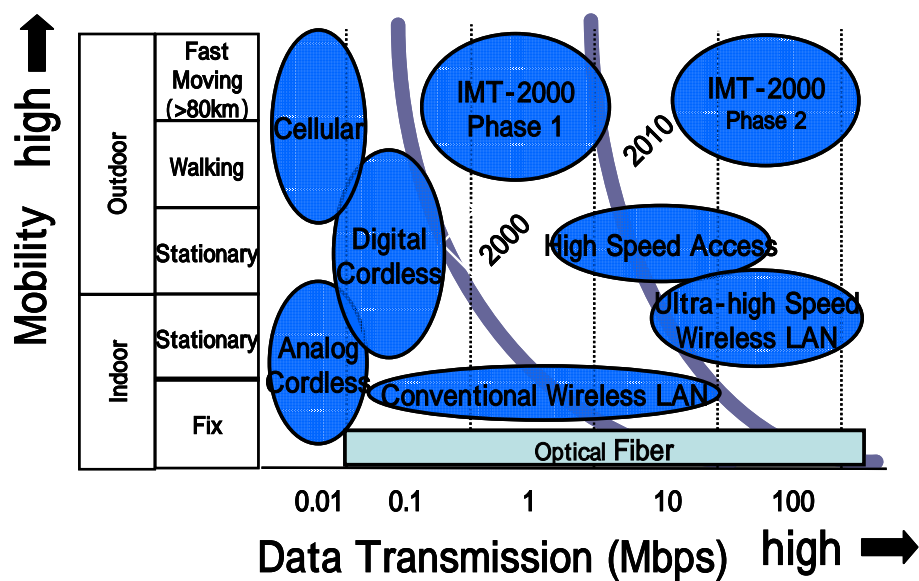 Mobility high
Outdoor
Indoor
Fast
Moving
(>80km)
Walking
Stationary
Stationary
Fix
Cellular
Digital
Cordless
Analog
Cordless
IMT-2000
Phase 1
IMT-2000
Phase 2
2000
2010
High Speed Access
Ultra-high Speed
Wireless LAN
Conventional Wireless LAN
Optical Fiber
0.01 0.1 1 10 100
Data Transmission (Mbps) high